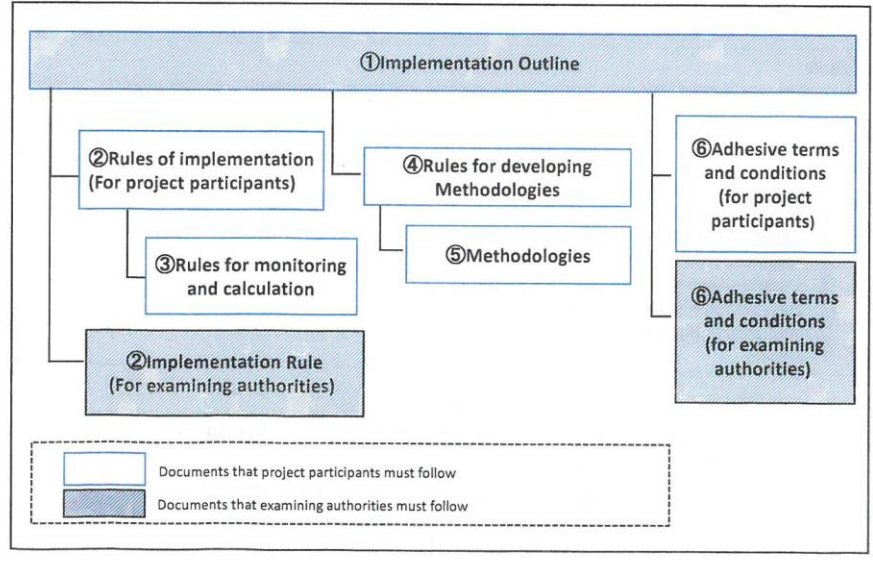 ①Implementation Outline
②Rules of implementation
(For project participants)
③Rules for monitoring
and calculation
②Implementation Rule
(For examining authorities)
④Rules for developing
Methodologies
⑤Methodologies
⑥Adhesive terms
and conditions
(for project
participants)
⑥Adhesive terms
and conditions
(for examining
authorities)
Documents that project participants must follow
Documents that examining authorities must follow